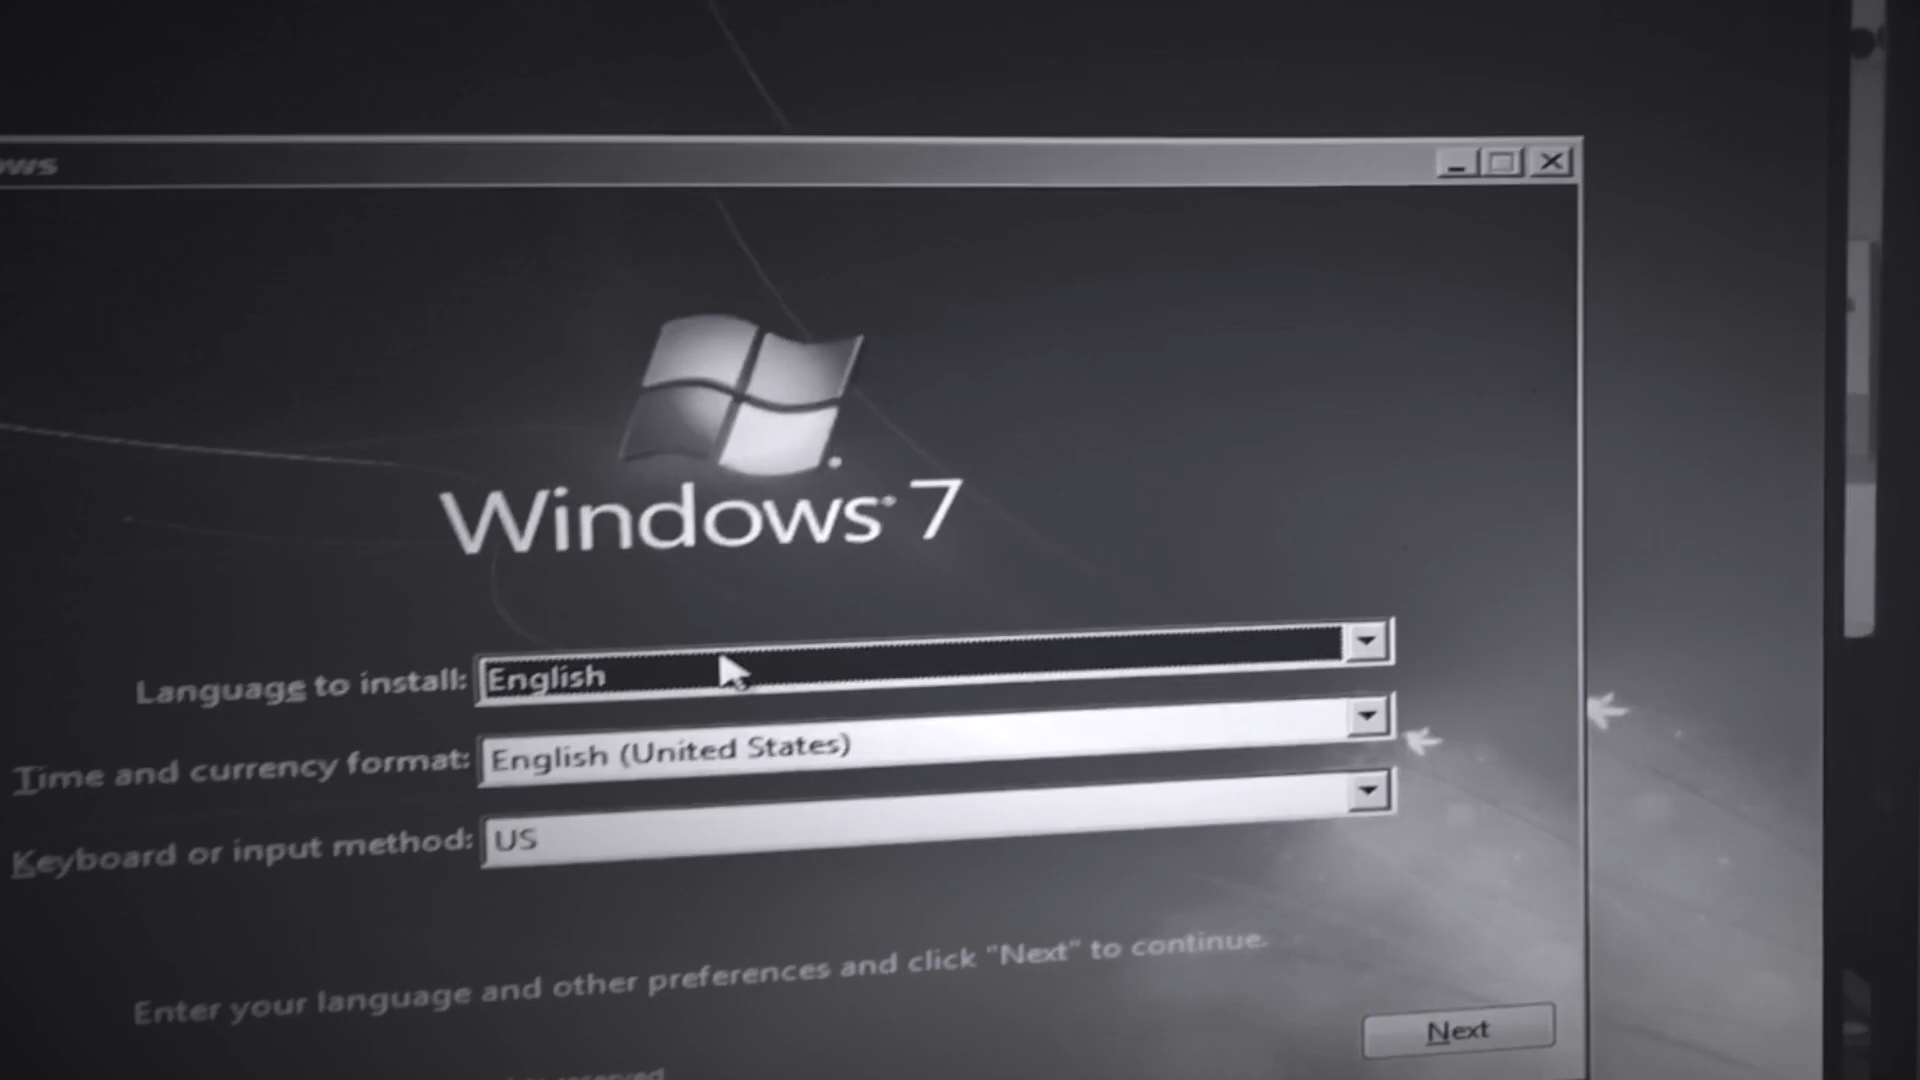 Windows 7
Language to install: English
Time and currency format: English (United States)
Keyboard or input method: US
Enter your language and other preferences and click "Next" to continue.
Next
reserved